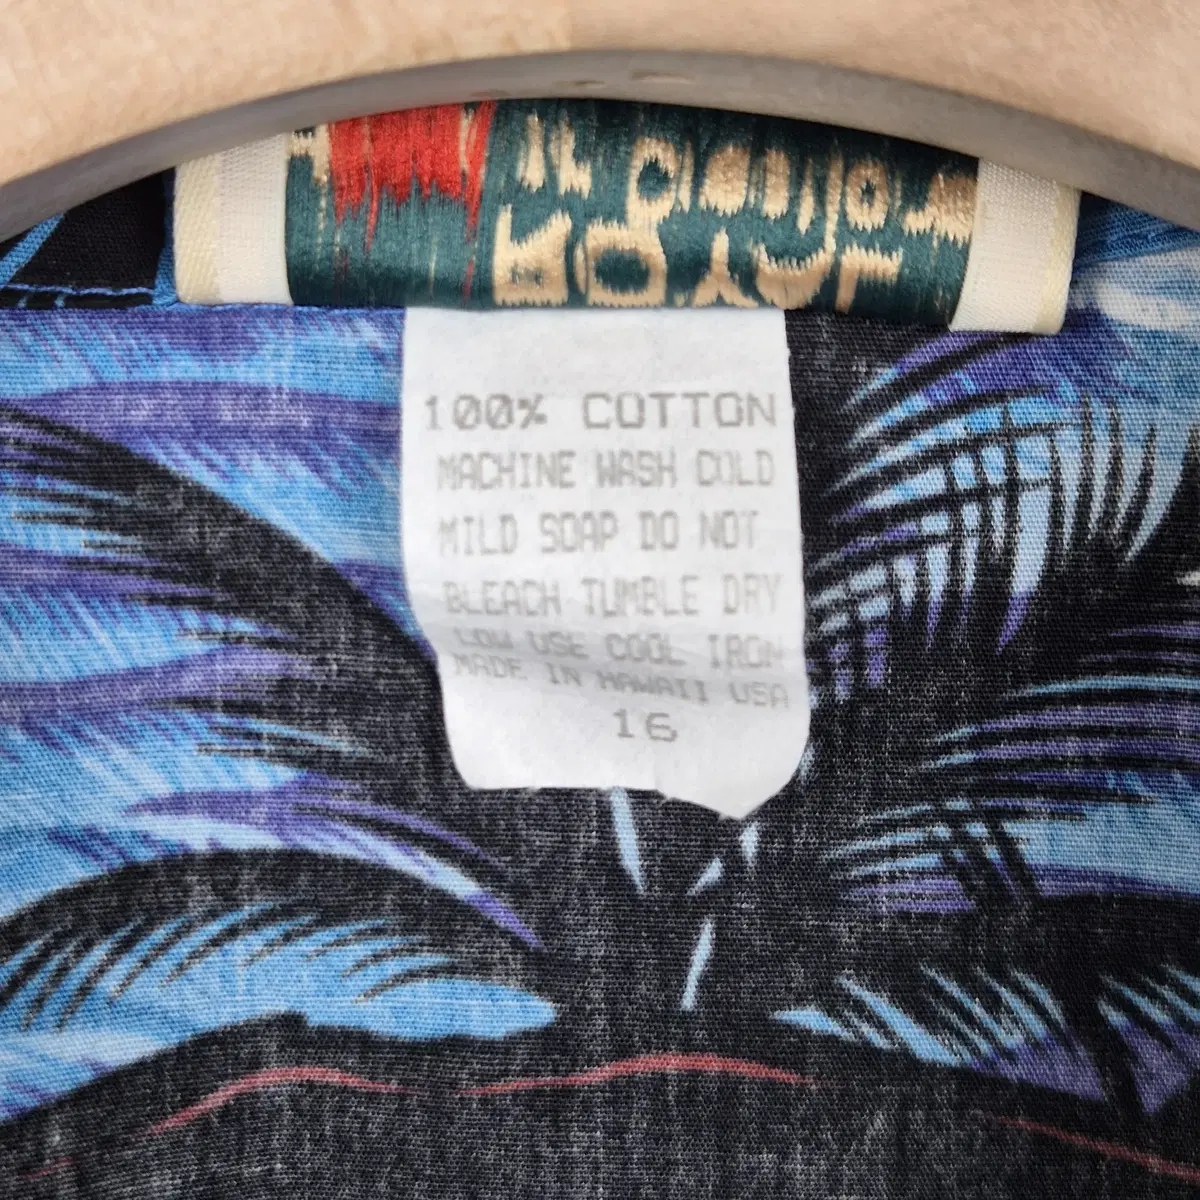 100% COTTON
MACHINE WASH COLD
MILD SOAP DO NOT
BLEACH TUMBLE DRY
LOW USE COOL IRON
MADE IN HAWAII USA
16